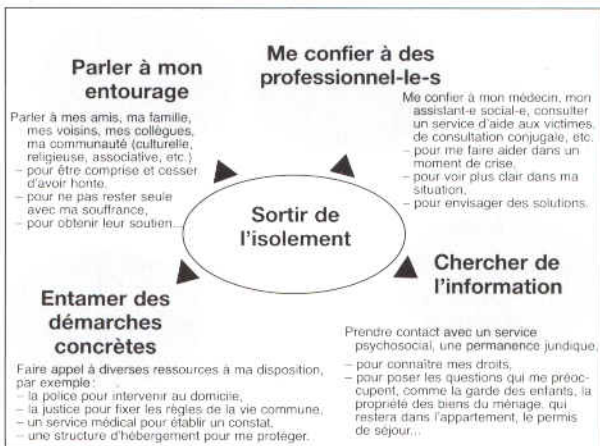 Parler à mon
entourage
Parler à mes amis, ma famille,
mes voisins, mes collègues,
ma communauté (culturelle,
religieuse, associative, etc.)
– pour être comprise et cesser
d'avoir honte.
– pour ne pas rester seule
avec ma souffrance,
– pour obtenir leur soutien...
Me confier à des
professionnel-le-s
Me confier à mon médecin, mon
assistant-e social-e, consulter
un service d'aide aux victimes,
de consultation conjugale, etc.
– pour me faire aider dans un
moment de crise.
– pour voir plus clair dans ma
situation.
– pour envisager des solutions.
Sortir de
l'isolement
Entamer des
démarches
concrètes
Faire appel à diverses ressources à ma disposition,
par exemple :
– la police pour intervenir au domicile,
– la justice pour fixer les règles de la vie commune,
– un service médical pour établir un constat,
– une structure d'hébergement pour me protéger.
Chercher de
l'information
Prendre contact avec un service
psychosocial, une permanence juridique,
– pour connaître mes droits,
– pour poser les questions qui me préoc-
cupent, comme la garde des enfants, la
propriété des biens du ménage, qui
restera dans l'appartement, le permis
de séjour...